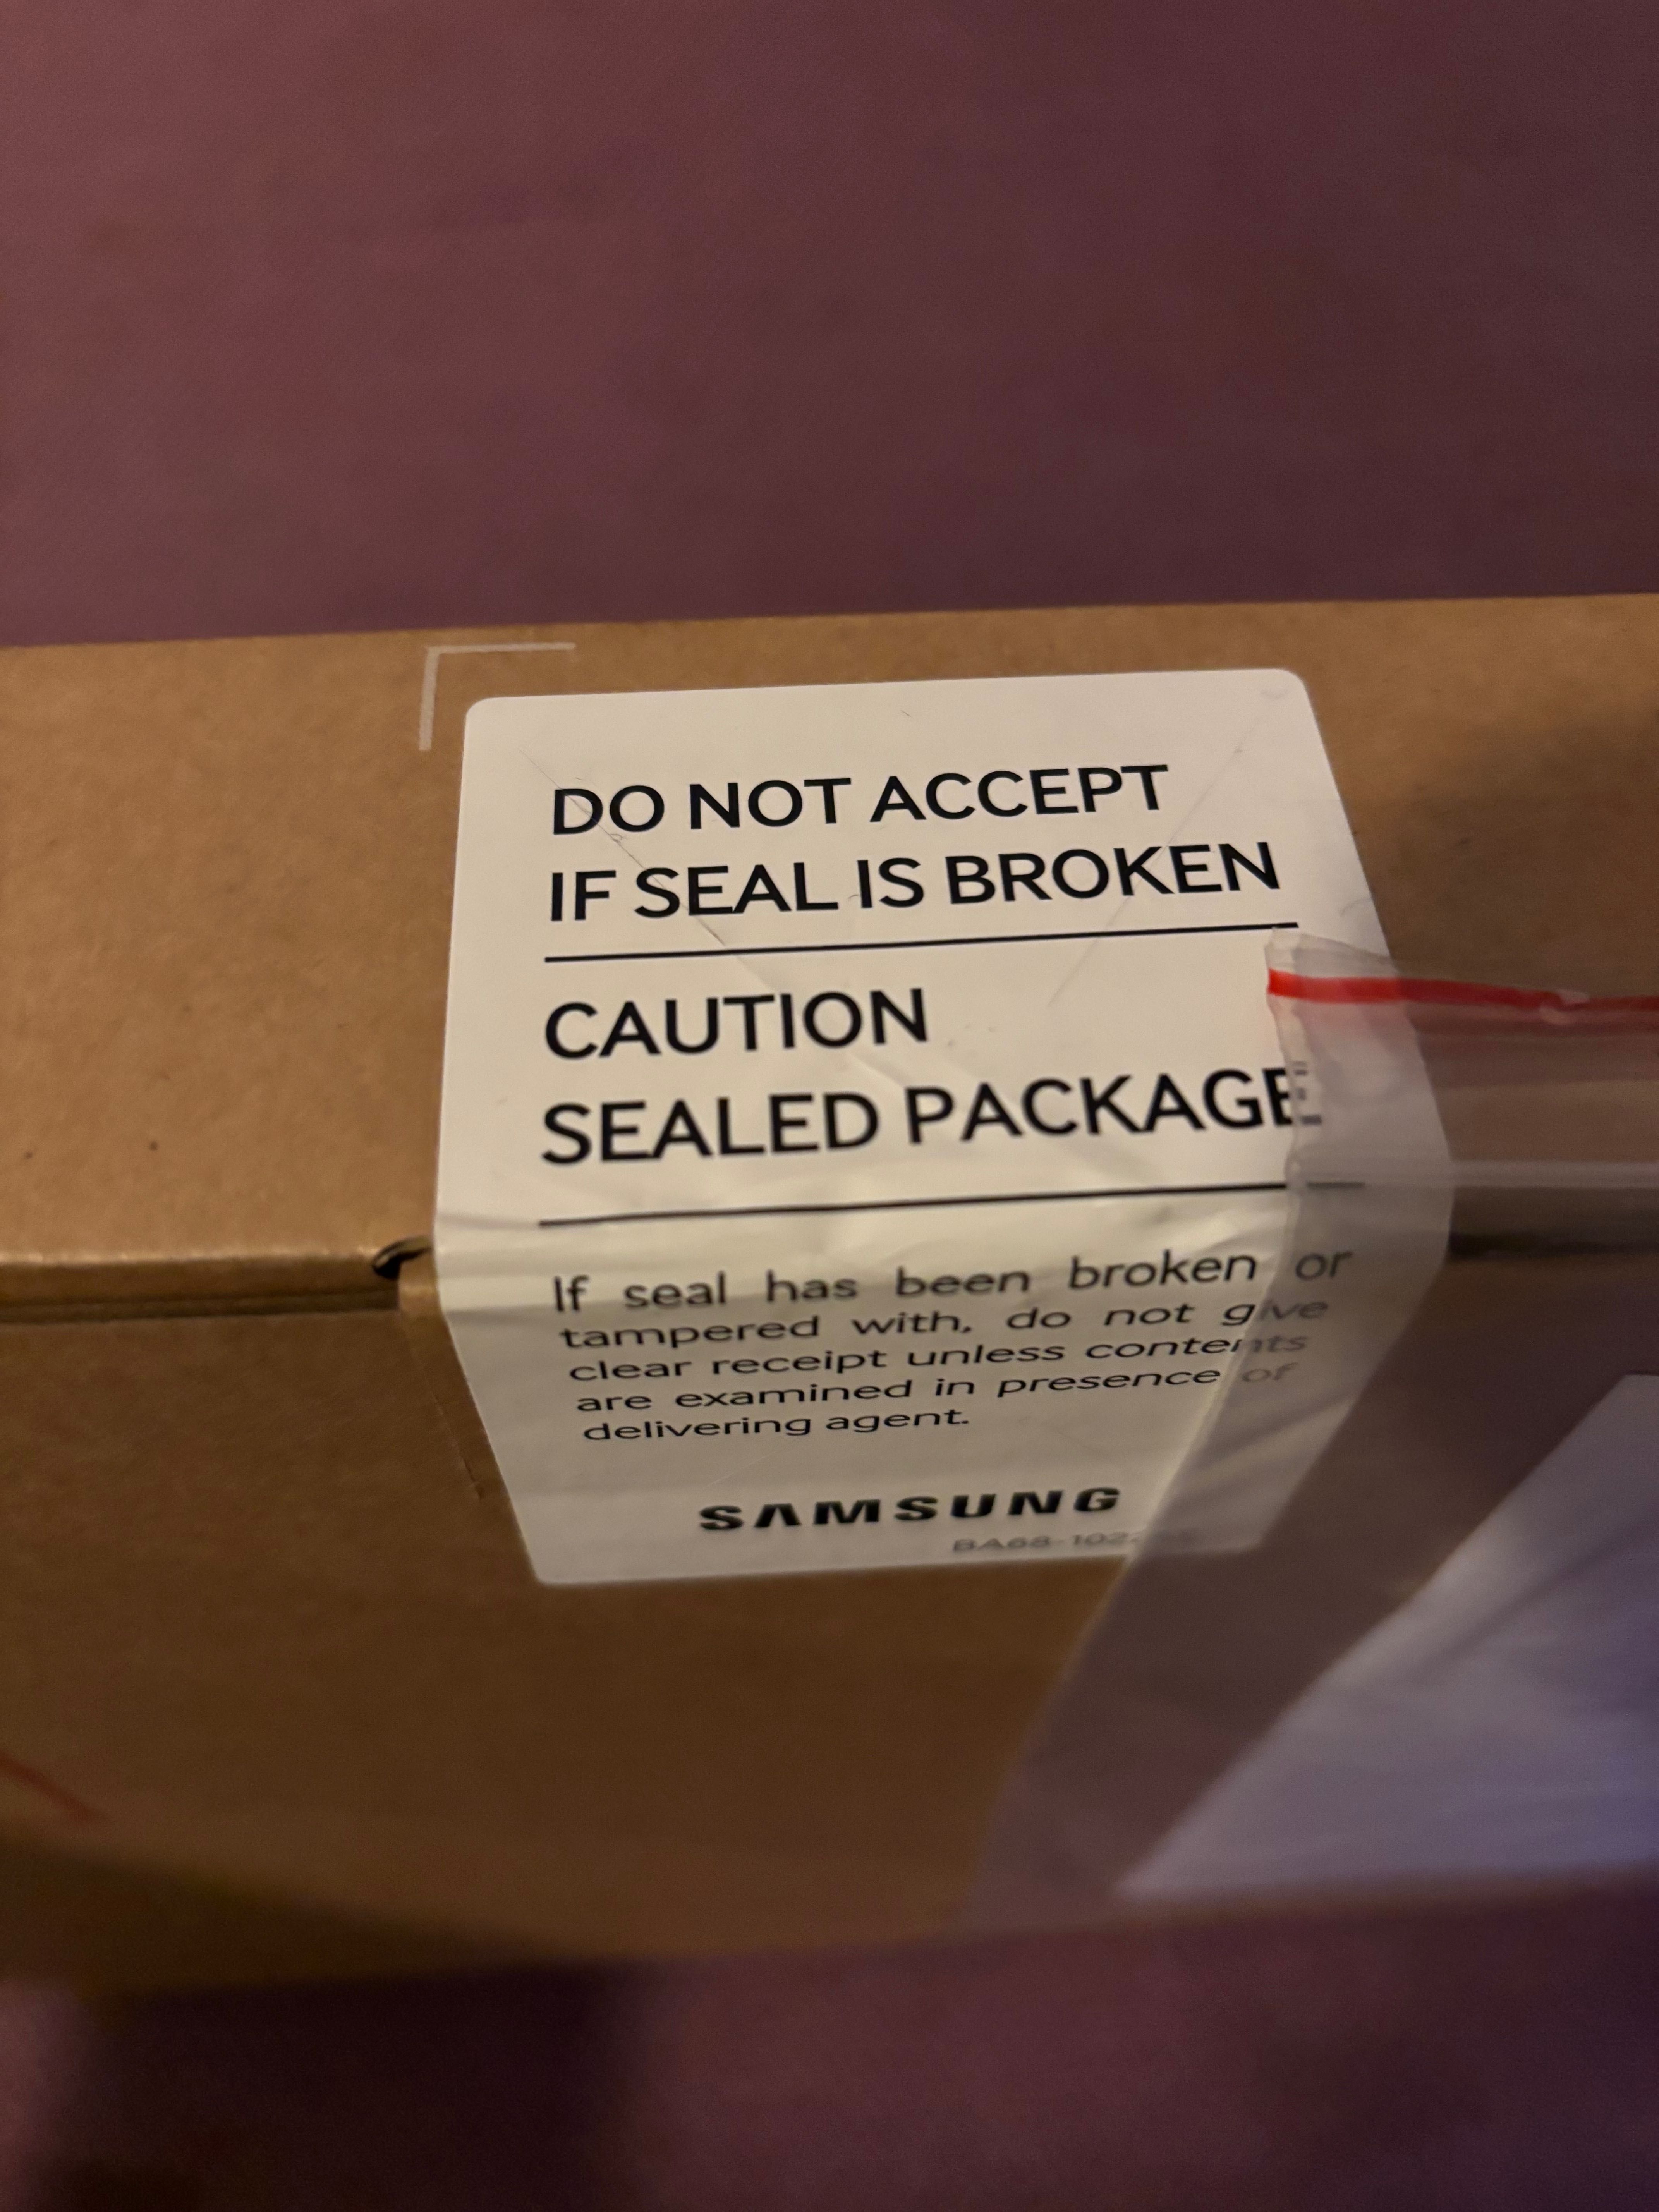 DO NOT ACCEPT
IF SEAL IS BROKEN
CAUTION
SEALED PACKAGE
If seal has been broken or
tampered with, do not give
clear receipt unless contents
are examined in presence of
delivering agent.
SAMSUNG